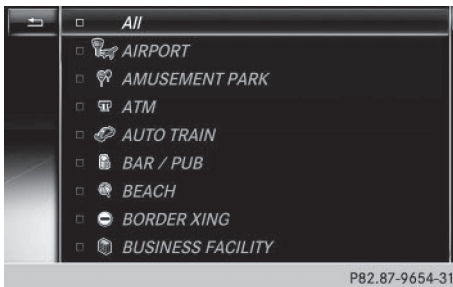 All
AIRPORT
AMUSEMENT PARK
ATM
AUTO TRAIN
BAR / PUB
BEACH
BORDER XING
BUSINESS FACILITY
P82.87-9654-31